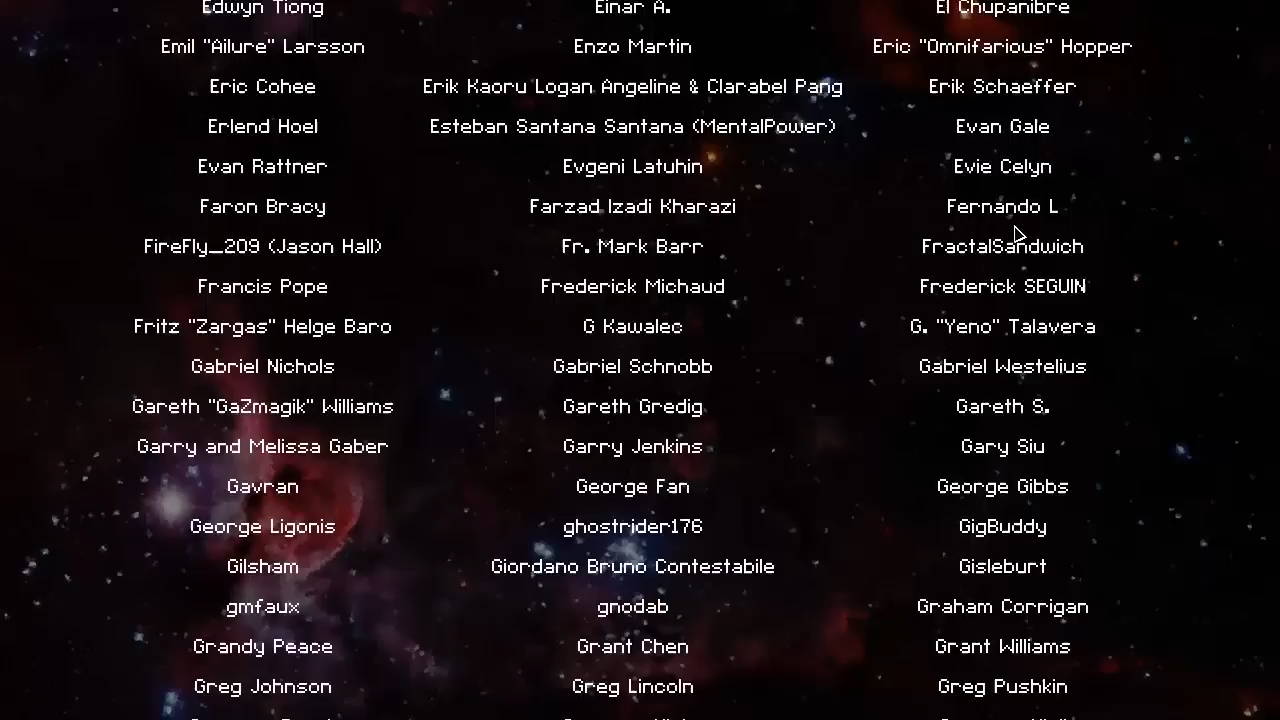 Edwyn Tiong Einar A. El Chupanibre
Emil "Ailure" Larsson Enzo Martin Eric "Omnifarious" Hopper
Eric Cohee Erik Kaoru Logan Angeline & Clarabel Pang Erik Schaeffer
Erlend Hoel Esteban Santana Santana (MentalPower) Evan Gale
Evan Rattner Evgeni Latuhin Evie Celyn
Faron Bracy Farzad Izadi Kharazi Fernando L
FireFly_209 (Jason Hall) Fr. Mark Barr FractalSandwich
Francis Pope Frederick Michaud Frederick SEGUIN
Fritz "Zargas" Helge Baro G Kawalec G. "Yeno" Talavera
Gabriel Nichols Gabriel Schnobb Gabriel Westelius
Gareth "GaZmagik" Williams Gareth Gredig Gareth S.
Garry and Melissa Gaber Garry Jenkins Gary Siu
Gavran George Fan George Gibbs
George Ligonis ghostrider176 GigBuddy
Gilsham Giordano Bruno Contestabile Gisleburt
gmfaux gnodab Graham Corrigan
Grandy Peace Grant Chen Grant Williams
Greg Johnson Greg Lincoln Greg Pushkin